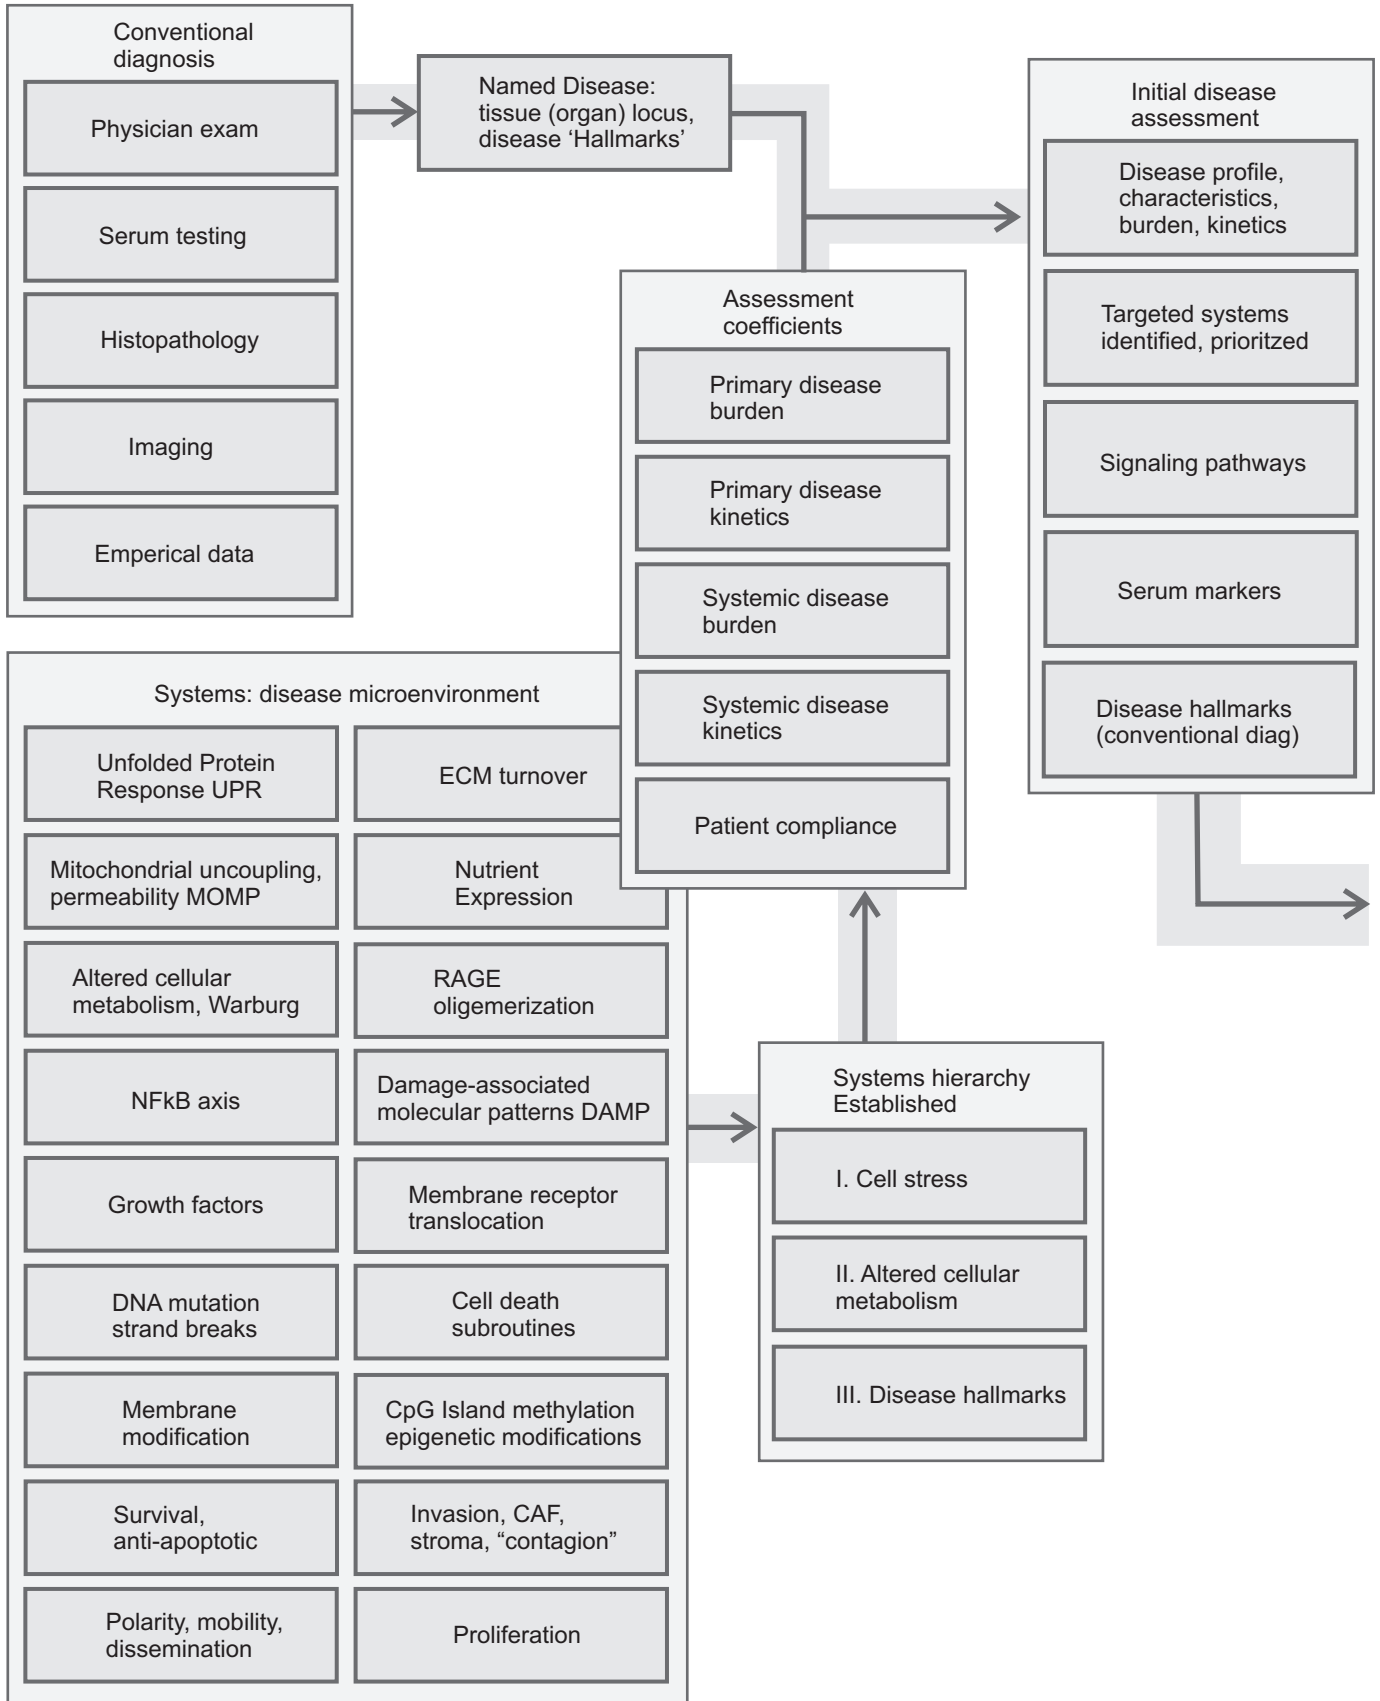 Conventional
diagnosis
Physician exam
Serum testing
Histopathology
Imaging
Emperical data
Named Disease:
tissue (organ) locus,
disease ‘Hallmarks’
Initial disease
assessment
Disease profile,
characteristics,
burden, kinetics
Targeted systems
identified, prioritzed
Signaling pathways
Serum markers
Disease hallmarks
(conventional diag)
Assessment
coefficients
Primary disease
burden
Primary disease
kinetics
Systemic disease
burden
Systemic disease
kinetics
Patient compliance
Systems: disease microenvironment
Unfolded Protein
Response UPR
ECM turnover
Mitochondrial uncoupling,
permeability MOMP
Nutrient
Expression
Altered cellular
metabolism, Warburg
RAGE
oligemerization
NFkB axis
Damage-associated
molecular patterns DAMP
Growth factors
Membrane receptor
translocation
DNA mutation
strand breaks
Cell death
subroutines
Membrane
modification
CpG Island methylation
epigenetic modifications
Survival,
anti-apoptotic
Invasion, CAF,
stroma, “contagion”
Polarity, mobility,
dissemination
Proliferation
Systems hierarchy
Established
I. Cell stress
II. Altered cellular
metabolism
III. Disease hallmarks